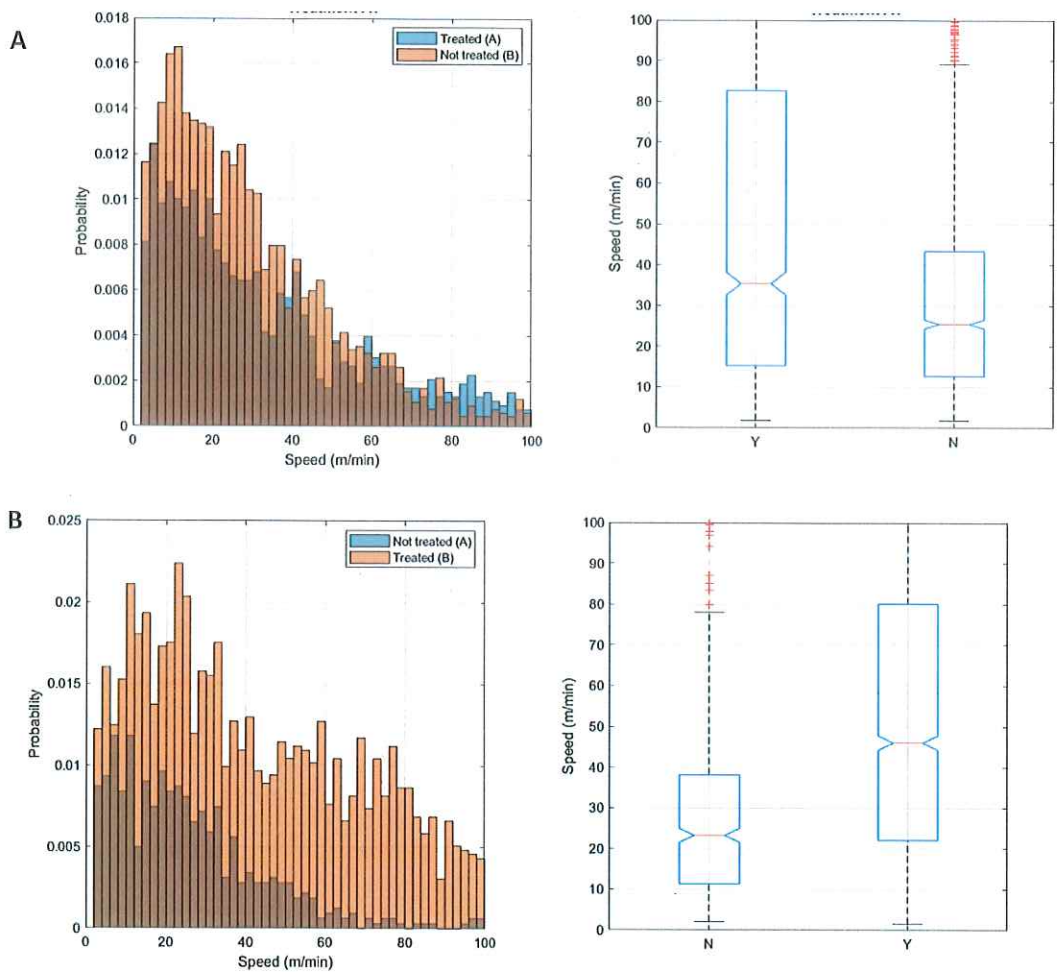 A
0.018
0.016
0.014
0.012
0.01
0.008
0.006
0.004
0.002
0
Probability
Treated (A)
Not treated (B)
0 20 40 60 80 100
Speed (m/min)
100
90
80
70
60
50
40
30
20
10
0
Speed (m/min)
Y N
B
0.025
0.02
0.015
0.01
0.005
0
Probability
Not treated (A)
Treated (B)
0 20 40 60 80 100
Speed (m/min)
100
90
80
70
60
50
40
30
20
10
0
Speed (m/min)
N Y